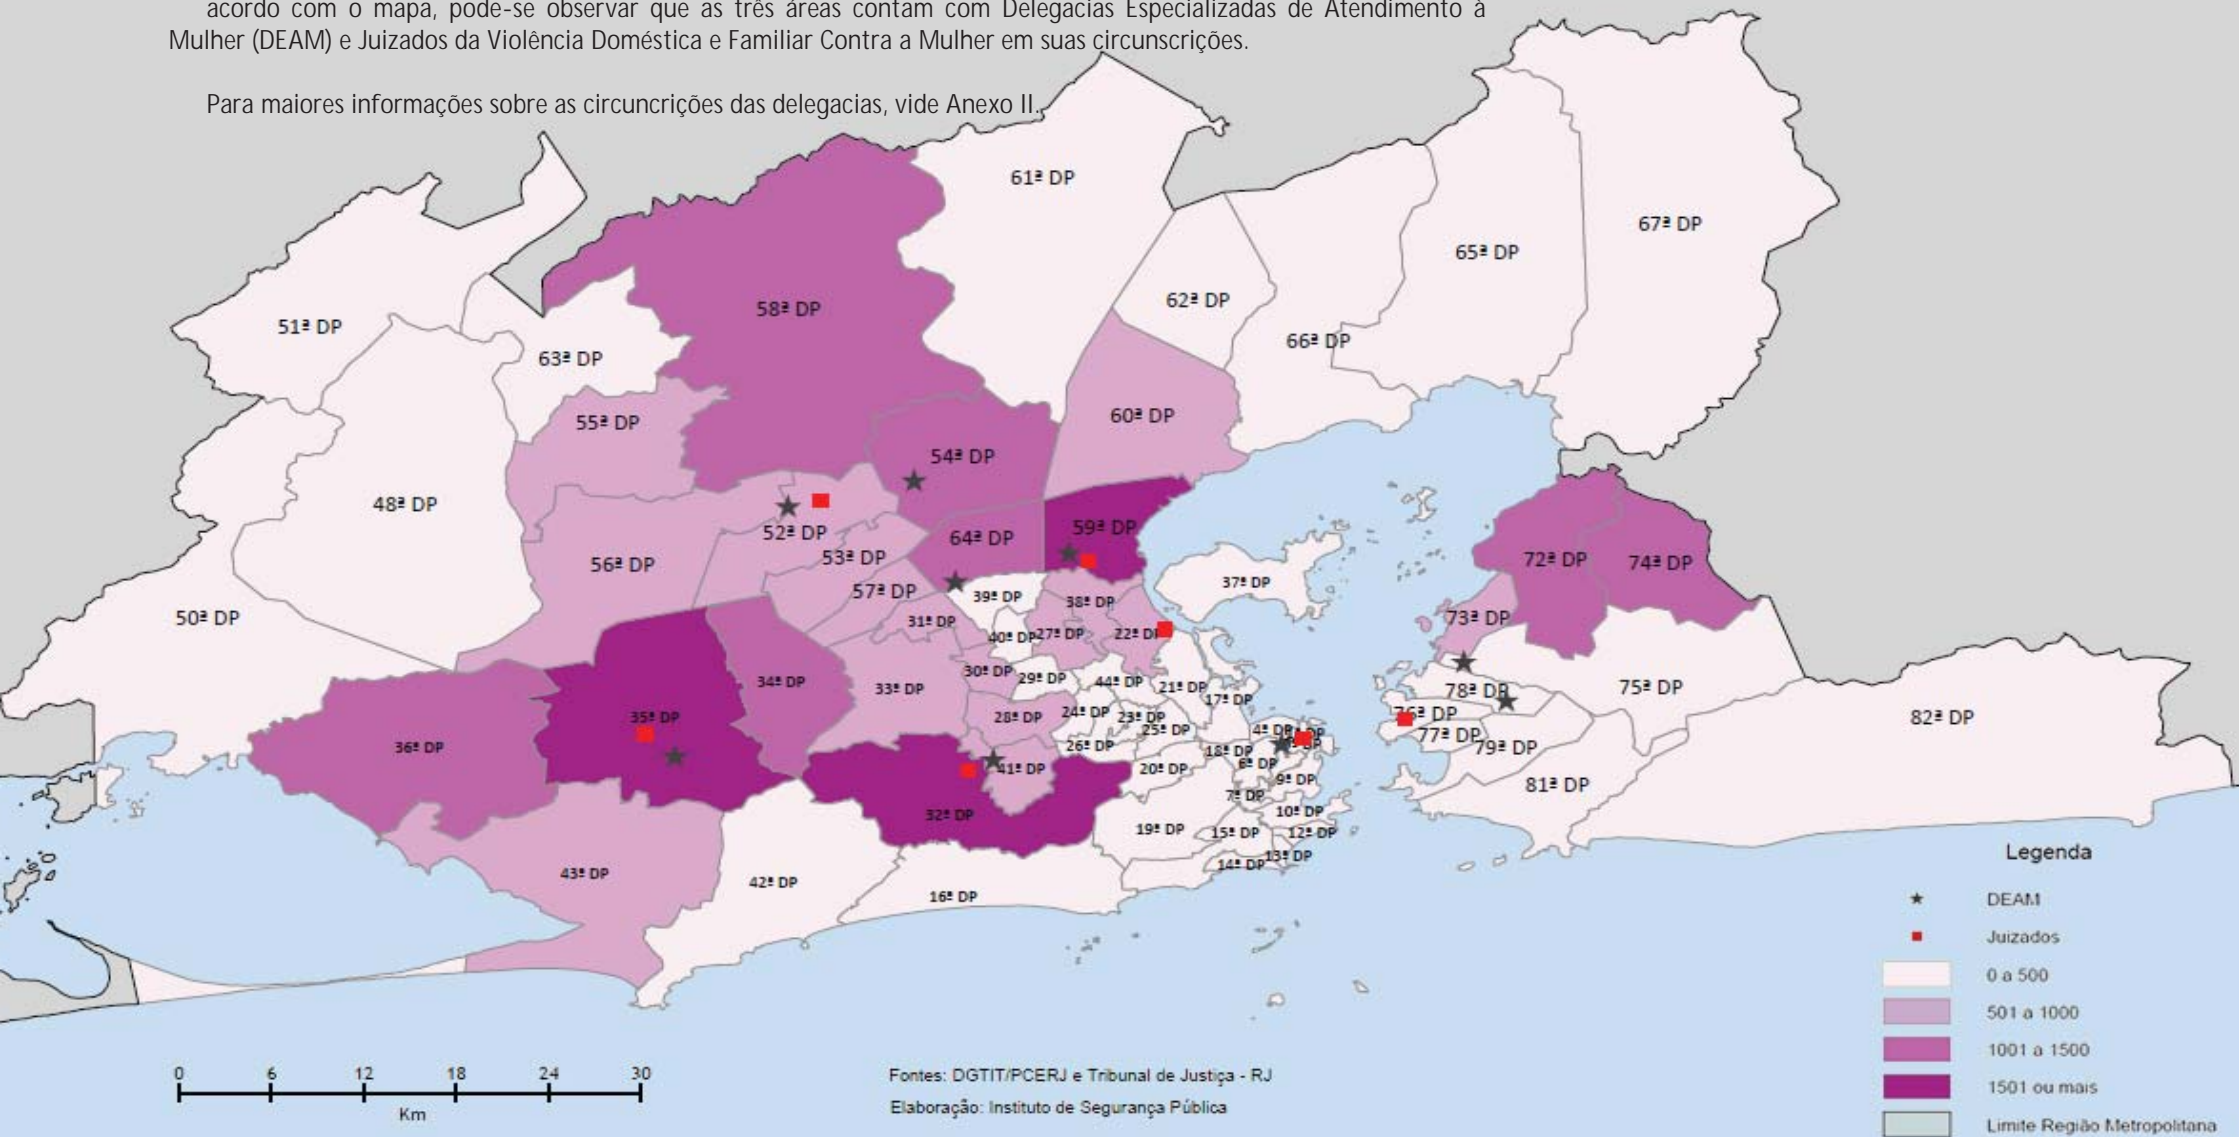 acordo com o mapa, pode-se observar que as três áreas contam com Delegacias Especializadas de Atendimento à
Mulher (DEAM) e Juizados da Violência Doméstica e Familiar Contra a Mulher em suas circunscrições.
Para maiores informações sobre as circuncrições das delegacias, vide Anexo II.
61ª DP
67ª DP
65ª DP
62ª DP
58ª DP
51ª DP
66ª DP
63ª DP
60ª DP
55ª DP
54ª DP
48ª DP
59ª DP
52ª DP
64ª DP
53ª DP
72ª DP
74ª DP
56ª DP
37ª DP
57ª DP
39ª DP
38ª DP
50ª DP
73ª DP
31ª DP
40ª DP
27ª DP
22ª DP
30ª DP
29ª DP
44ª DP
21ª DP
34ª DP
33ª DP
78ª DP
75ª DP
17ª DP
35ª DP
28ª DP
24ª DP
23ª DP
76ª DP
82ª DP
25ª DP
4ª DP
77ª DP
36ª DP
26ª DP
18ª DP
79ª DP
41ª DP
20ª DP
6ª DP
9ª DP
81ª DP
7ª DP
32ª DP
10ª DP
19ª DP
15ª DP
12ª DP
14ª DP
13ª DP
43ª DP
42ª DP
16ª DP
Legenda
DEAM
Juizados
0 a 500
501 a 1000
1001 a 1500
1501 ou mais
Limite Região Metropolitana
0 6 12 18 24 30
Km
Fontes: DGTIT/PCERJ e Tribunal de Justiça - RJ
Elaboração: Instituto de Segurança Pública